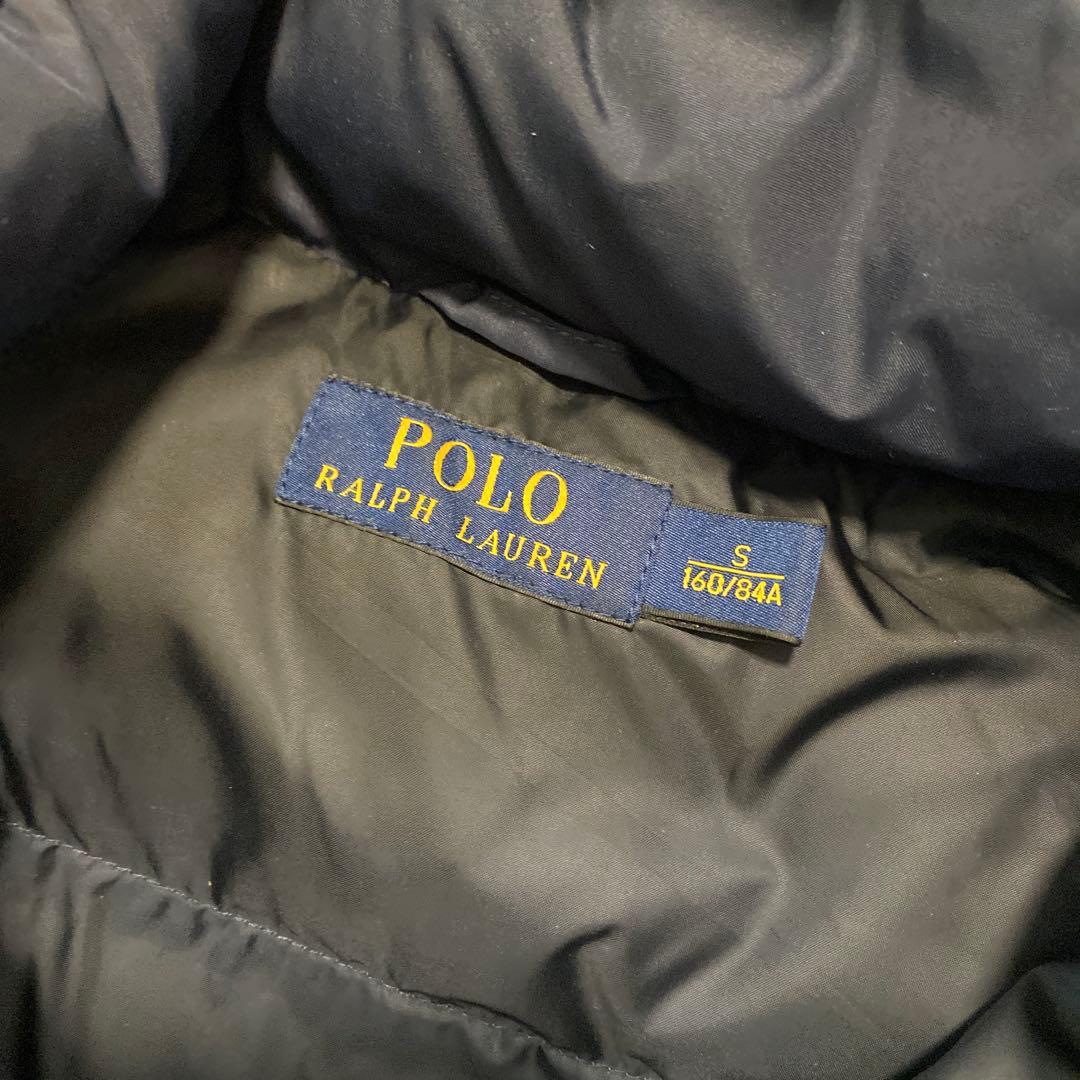 POLO
RALPH LAUREN
S
160/84A